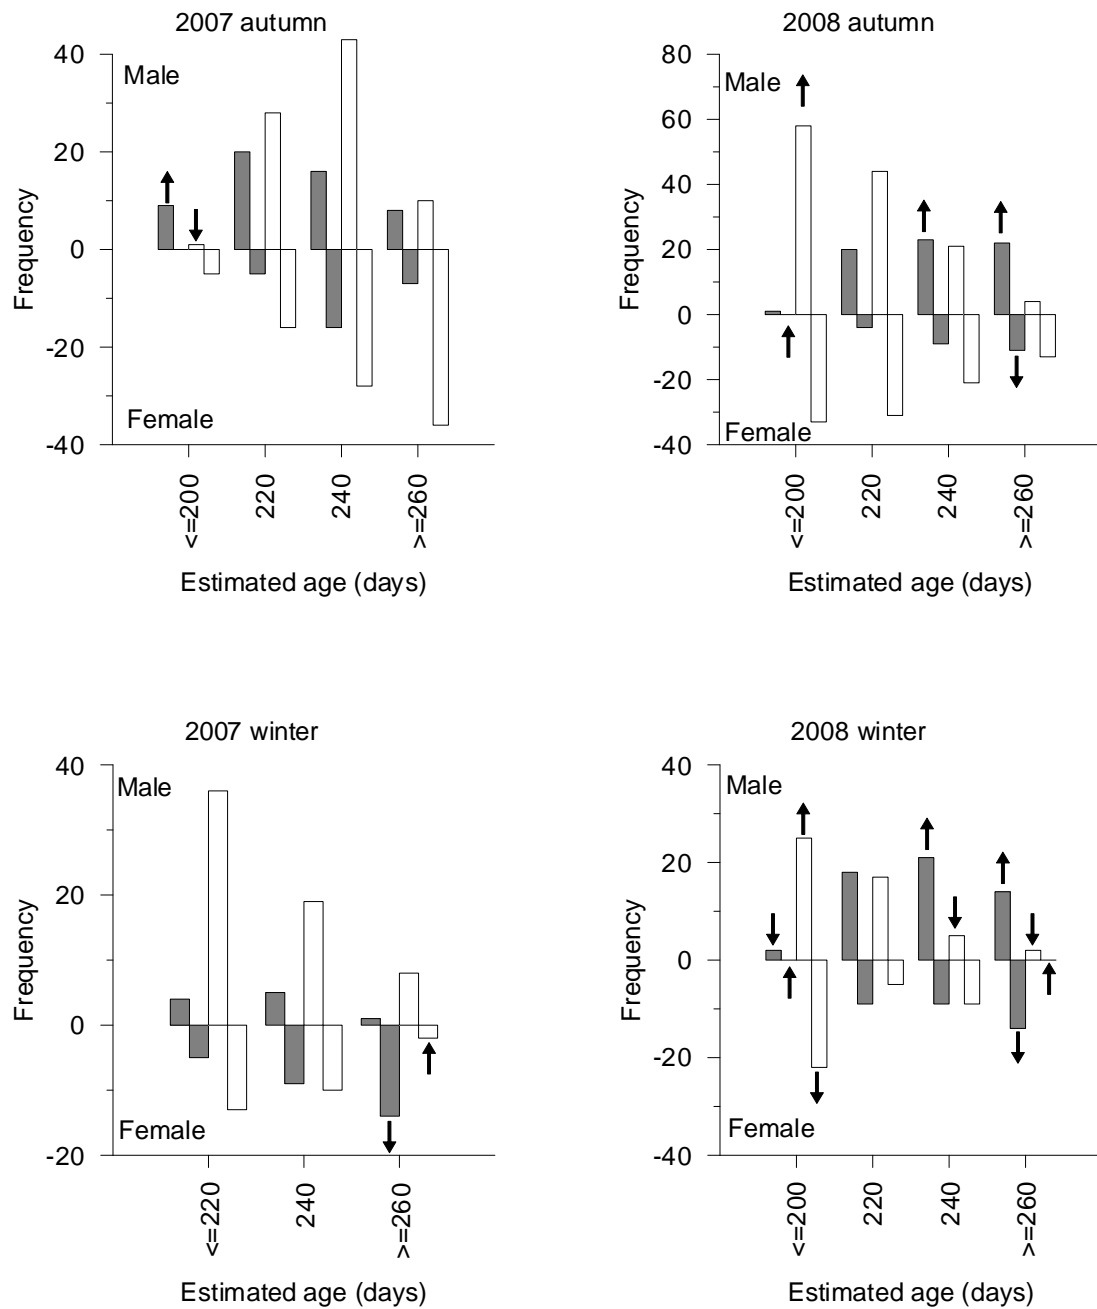 2007 autumn
40
Male
20
0
-20
Female
-40
Frequency
<=200
220
240
>=260
Estimated age (days)
2008 autumn
80
Male
60
40
20
0
-20
Female
-40
Frequency
<=200
220
240
>=260
Estimated age (days)
2007 winter
40
Male
20
0
Female
-20
Frequency
<=220
240
>=260
Estimated age (days)
2008 winter
40
Male
20
0
-20
Female
-40
Frequency
<=200
220
240
>=260
Estimated age (days)